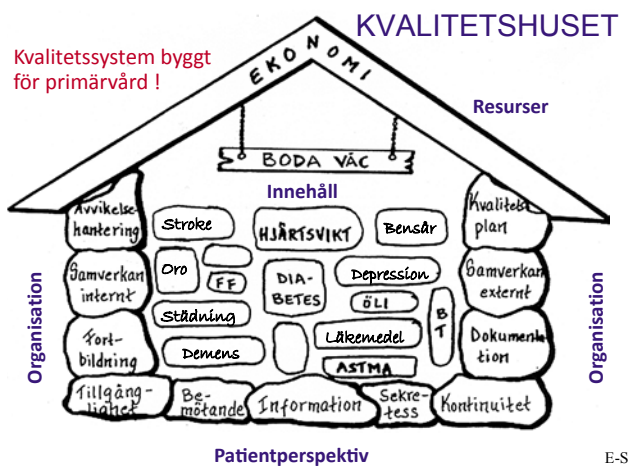 KVALITETSHUSET
Kvalitetssystem byggt
för primärvård !
EKONOMI
Resurser
BODA VÅC
Innehåll
Avvikelse-
hantering
Stroke
HJÄRTSVIKT
Bensår
Kvalitets
plan
Organisation
Samverkan
internt
Oro
FF
DIA-
BETES
Depression
ÖLI
BT
Samverkan
externt
Organisation
Fort-
bildning
Städning
Demens
Läkemedel
ASTMA
Dokumenta
tion
Tillgäng-
lighet
Be-
mötande
Information
Sekre-
tess
Kontinuitet
Patientperspektiv
E-S